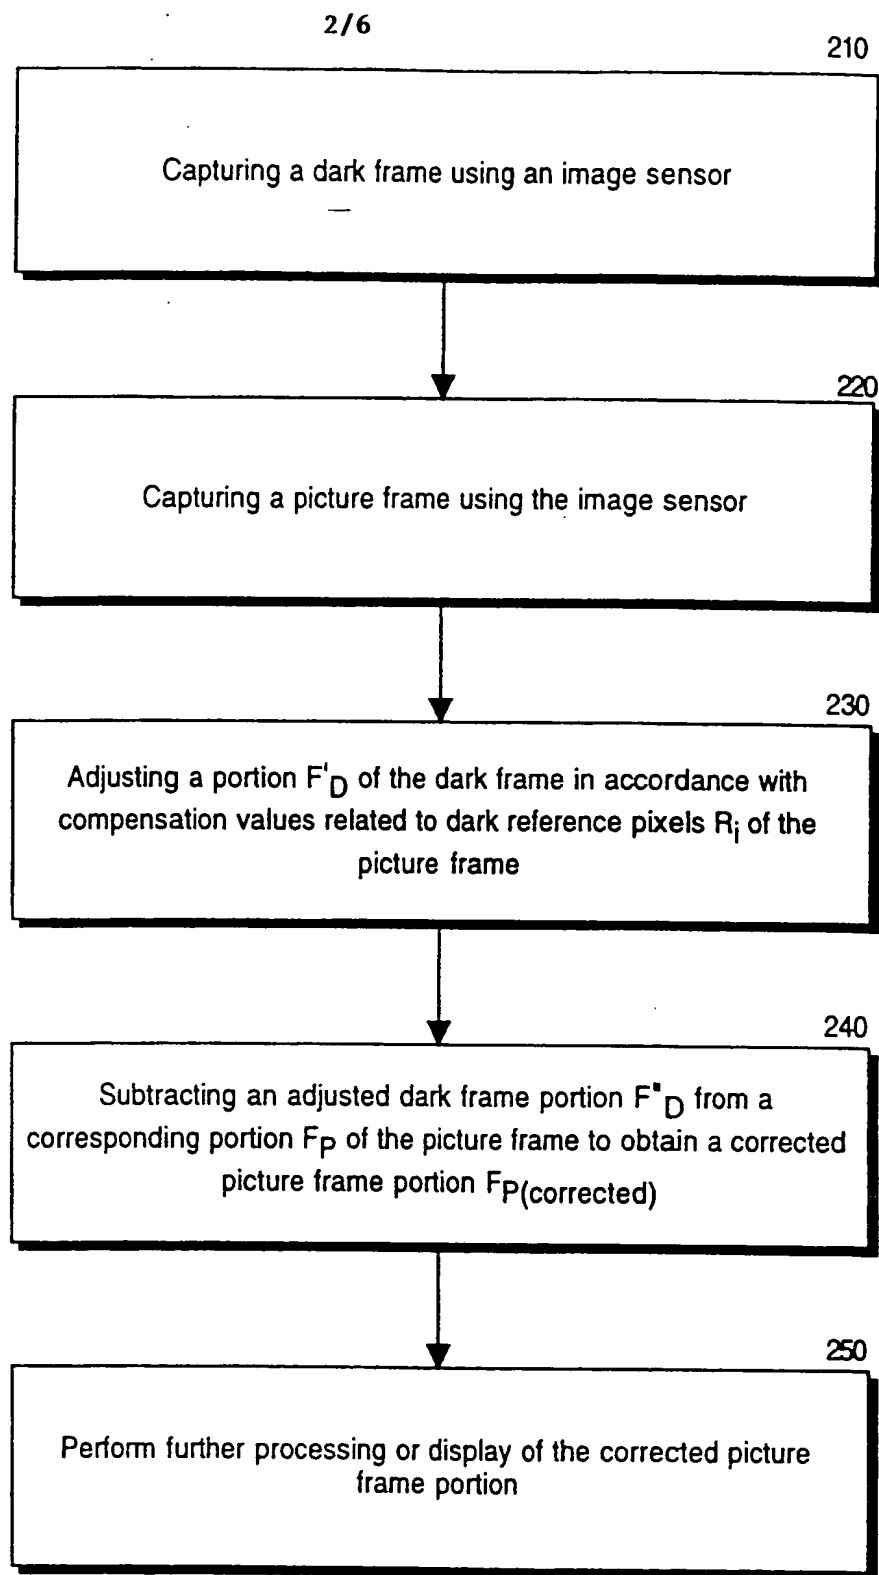 2/6
210
Capturing a dark frame using an image sensor
220
Capturing a picture frame using the image sensor
230
Adjusting a portion F'D of the dark frame in accordance with
compensation values related to dark reference pixels Ri of the
picture frame
240
Subtracting an adjusted dark frame portion F"D from a
corresponding portion FP of the picture frame to obtain a corrected
picture frame portion FP(corrected)
250
Perform further processing or display of the corrected picture
frame portion